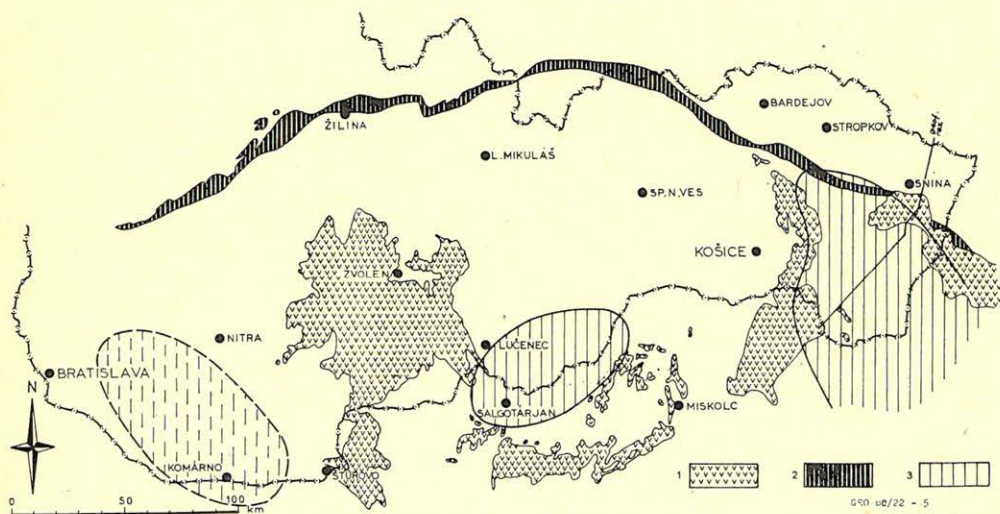 BARDEJOV
STROPKOV
ŽILINA
L. MIKULÁŠ
SP.N.VES
SNINA
KOŠICE
ZVOLEN
NITRA
LUČENEC
BRATISLAVA
N
SALGOTARJAN
MISKOLC
KOMÁRNO
ŠTÚROVO
1
2
3
0 50 100
km